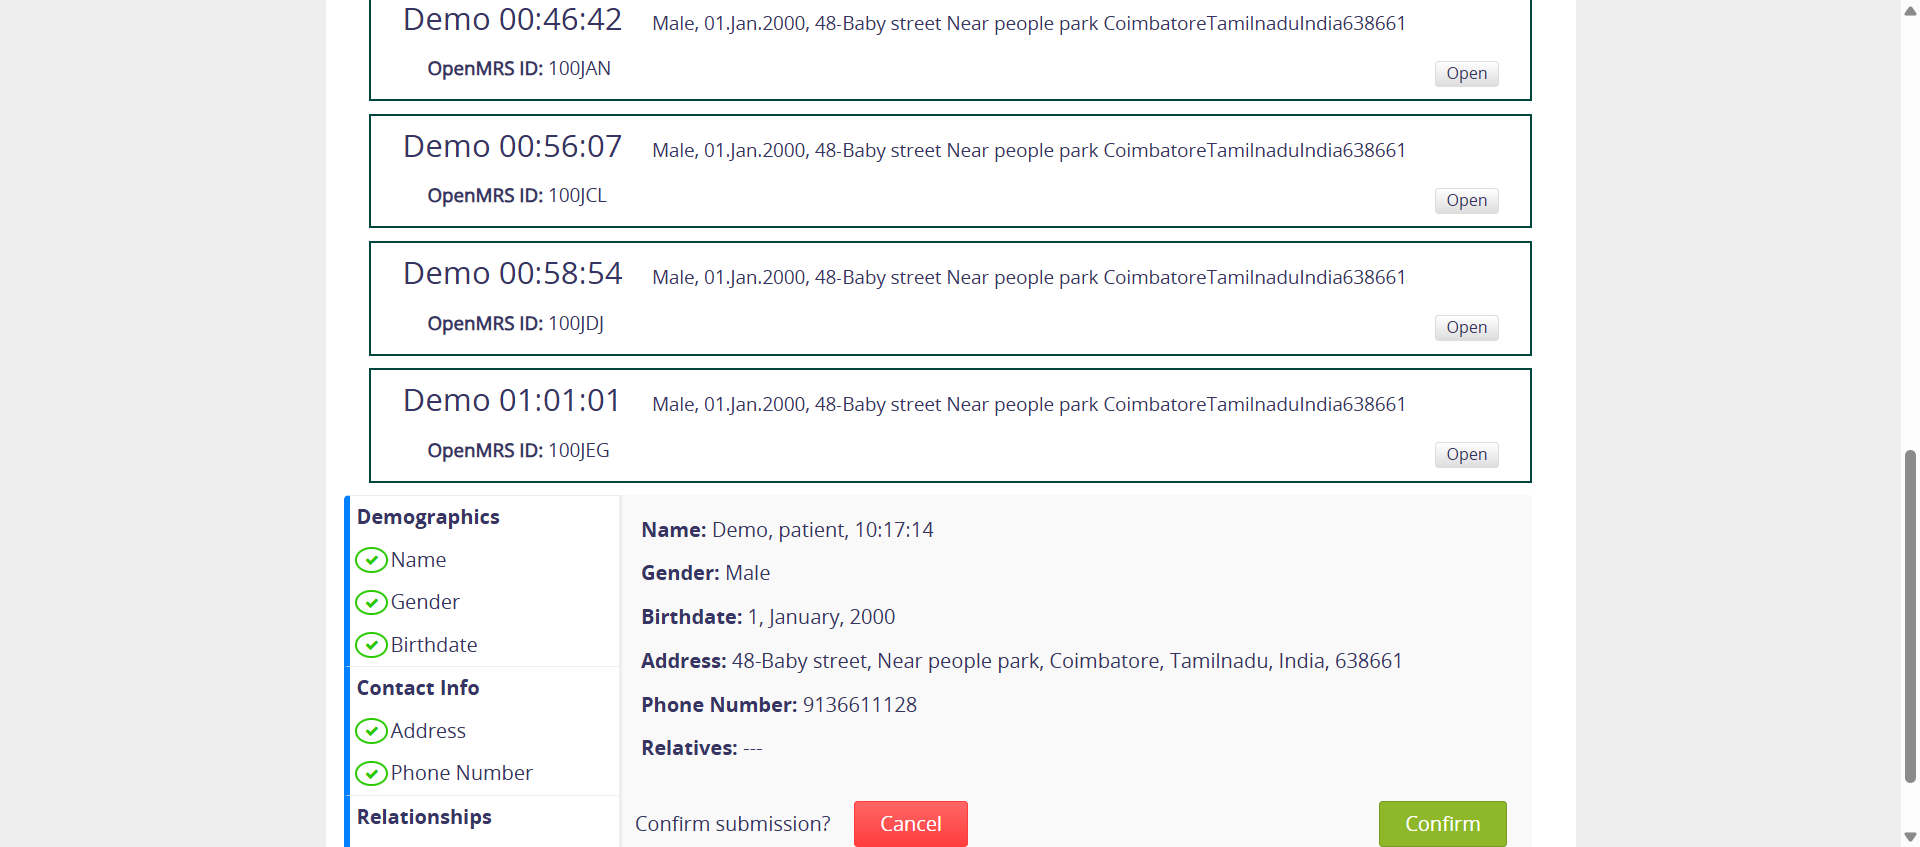 Demo 00:46:42 Male, 01.Jan.2000, 48-Baby street Near people park CoimbatoreTamilnaduIndia638661
OpenMRS ID: 100JAN
Open
Demo 00:56:07 Male, 01.Jan.2000, 48-Baby street Near people park CoimbatoreTamilnaduIndia638661
OpenMRS ID: 100JCL
Open
Demo 00:58:54 Male, 01.Jan.2000, 48-Baby street Near people park CoimbatoreTamilnaduIndia638661
OpenMRS ID: 100JDJ
Open
Demo 01:01:01 Male, 01.Jan.2000, 48-Baby street Near people park CoimbatoreTamilnaduIndia638661
OpenMRS ID: 100JEG
Open
Demographics
Name
Gender
Birthdate
Contact Info
Address
Phone Number
Relationships
Name: Demo, patient, 10:17:14
Gender: Male
Birthdate: 1, January, 2000
Address: 48-Baby street, Near people park, Coimbatore, Tamilnadu, India, 638661
Phone Number: 9136611128
Relatives: ---
Confirm submission? Cancel Confirm